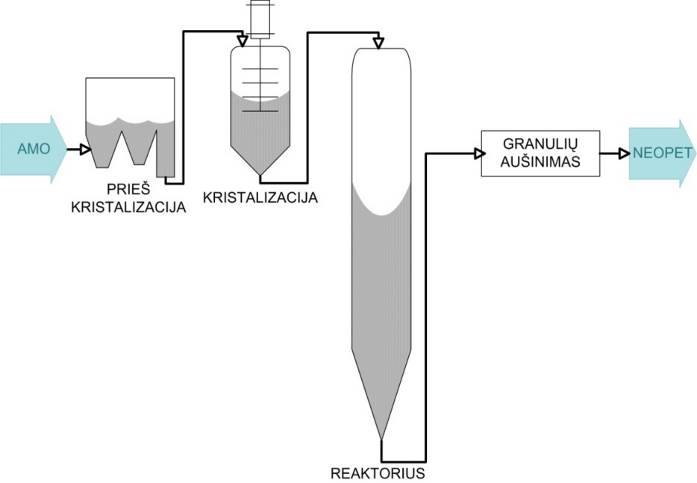 AMO
PRIEŠ
KRISTALIZACIJA
KRISTALIZACIJA
REAKTORIUS
GRANULIŲ
AUŠINIMAS
NEOPET